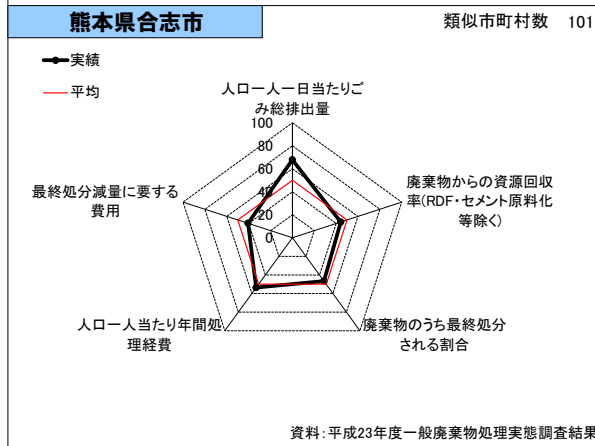 熊本県合志市
類似市町村数 101
実績
平均
人口一人一日当たりご
み総排出量
100
80
60
40
20
0
廃棄物からの資源回収
率(RDF・セメント原料化
等除く)
最終処分減量に要する
費用
人口一人当たり年間処
理経費
廃棄物のうち最終処分
される割合
資料:平成23年度一般廃棄物処理実態調査結果